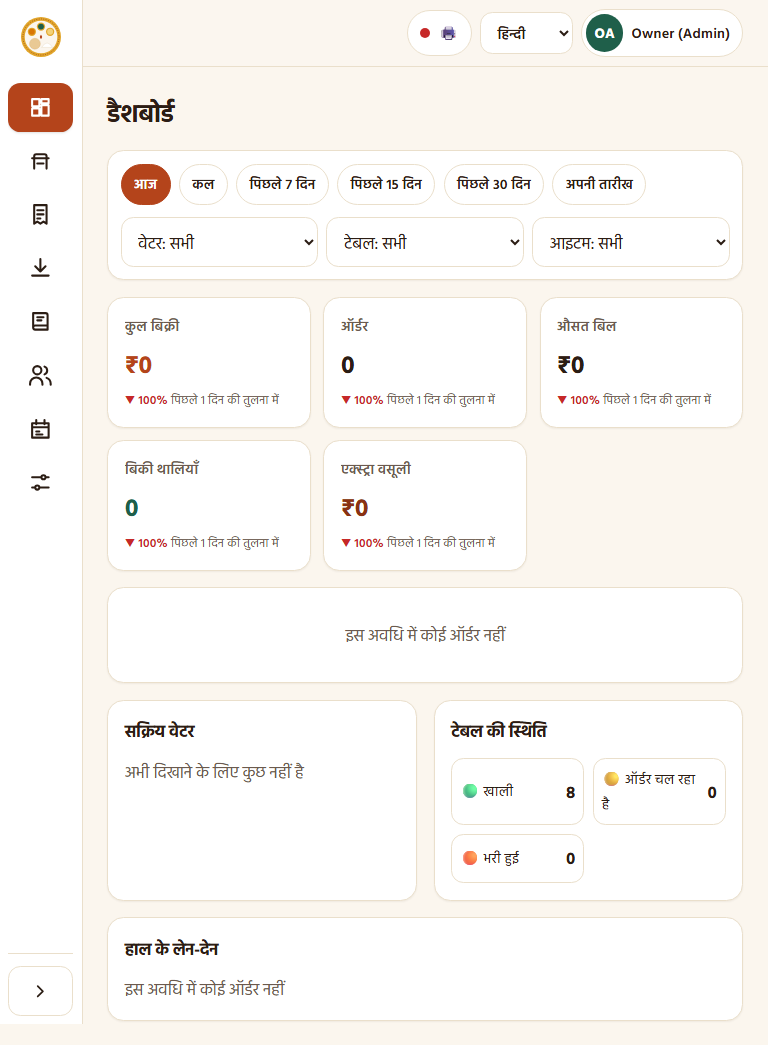 हिन्दी
OA Owner (Admin)
डैशबोर्ड
आज कल पिछले 7 दिन पिछले 15 दिन पिछले 30 दिन अपनी तारीख
वेटर: सभी टेबल: सभी आइटम: सभी
कुल बिक्री
₹0
▼ 100% पिछले 1 दिन की तुलना में
ऑर्डर
0
▼ 100% पिछले 1 दिन की तुलना में
औसत बिल
₹0
▼ 100% पिछले 1 दिन की तुलना में
बिकी थालियाँ
0
▼ 100% पिछले 1 दिन की तुलना में
एक्स्ट्रा वसूली
₹0
▼ 100% पिछले 1 दिन की तुलना में
इस अवधि में कोई ऑर्डर नहीं
सक्रिय वेटर
अभी दिखाने के लिए कुछ नहीं है
टेबल की स्थिति
खाली 8
ऑर्डर चल रहा
है 0
भरी हुई 0
हाल के लेन-देन
इस अवधि में कोई ऑर्डर नहीं